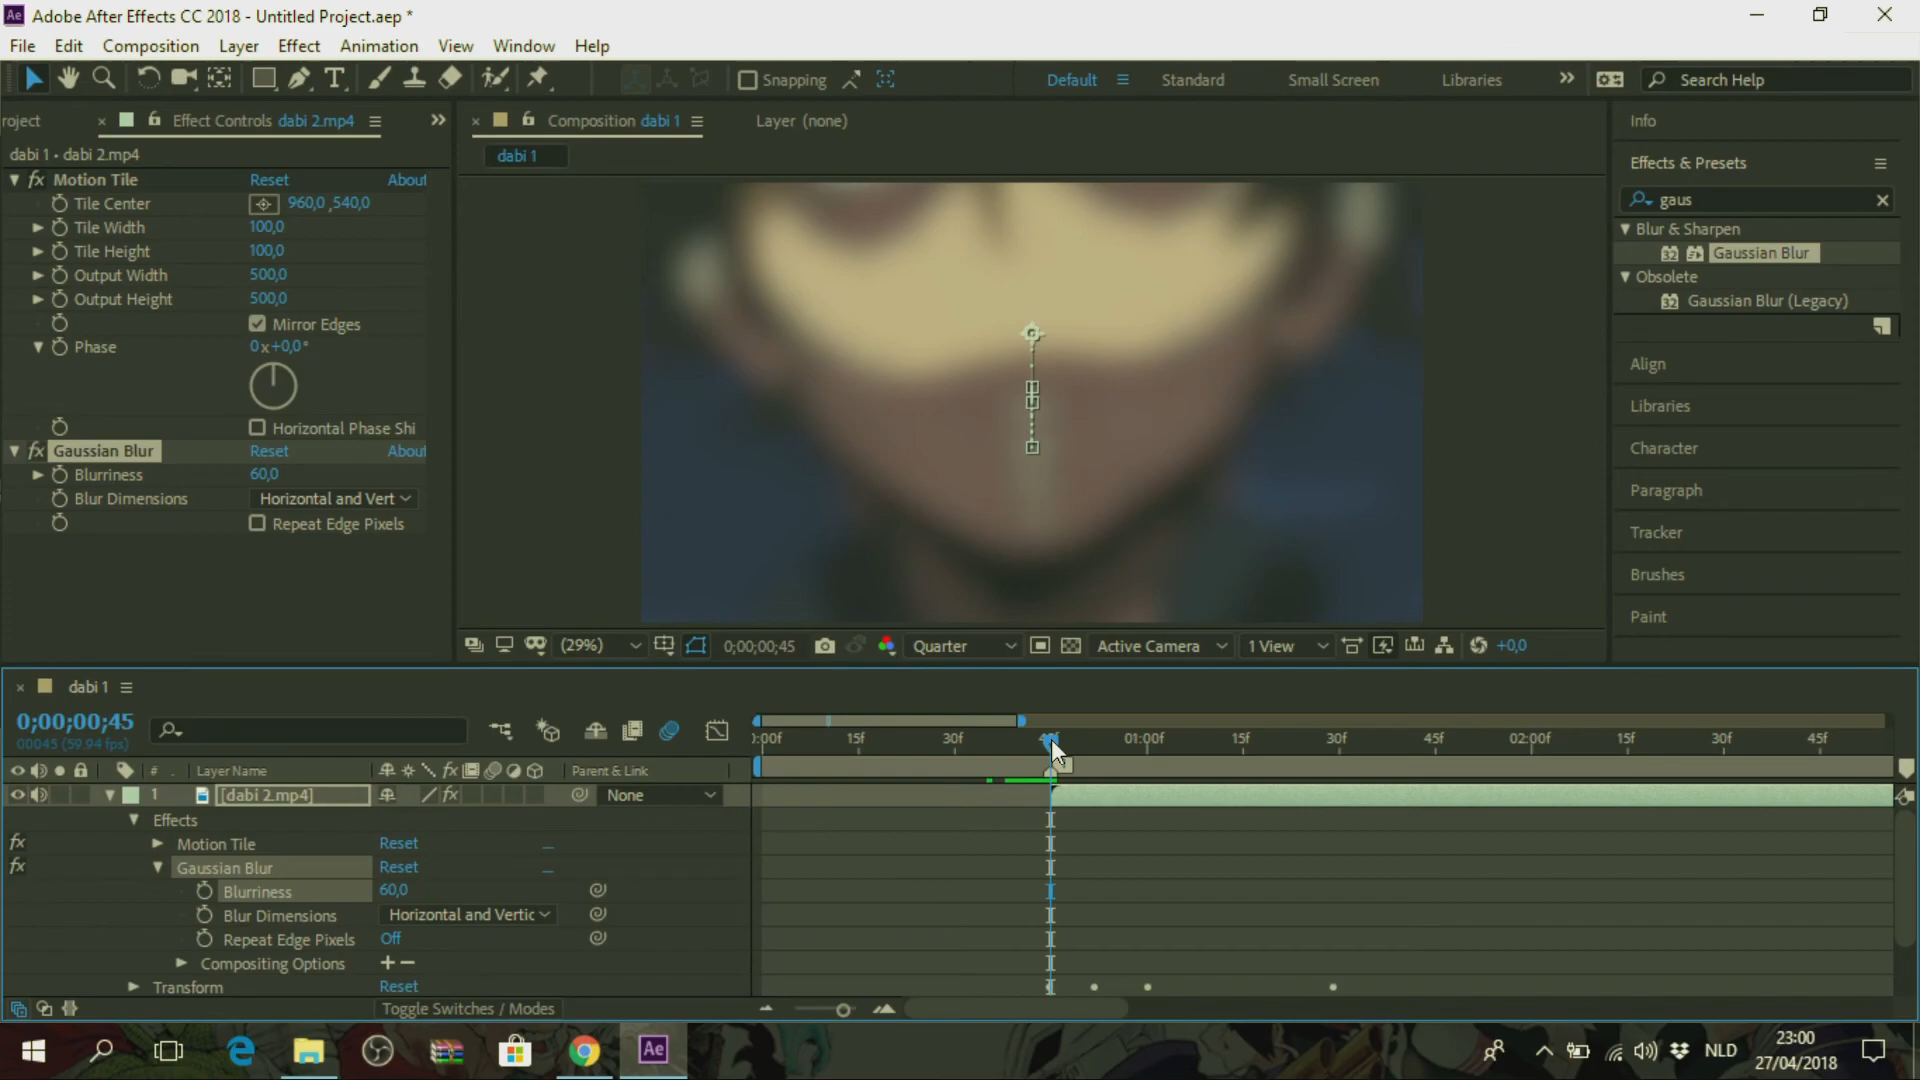 Adobe After Effects CC 2018 - Untitled Project.aep *
File Edit Composition Layer Effect Animation View Window Help
Snapping Default Standard Small Screen Libraries Search Help
roject Effect Controls dabi 2.mp4
Composition dabi 1 Layer (none)
dabi 1
dabi 1 • dabi 2.mp4
Motion Tile Reset About
Tile Center 960,0 ,540,0
Tile Width 100,0
Tile Height 100,0
Output Width 500,0
Output Height 500,0
Mirror Edges
Phase 0 x+0,0°
Horizontal Phase Shi
Gaussian Blur Reset About
Blurriness 60,0
Blur Dimensions Horizontal and Vert
Repeat Edge Pixels
(29%) 0;00;00;45 Quarter Active Camera 1 View +0,0
Info
Effects & Presets
gaus
Blur & Sharpen
32 Gaussian Blur
Obsolete
32 Gaussian Blur (Legacy)
Align
Libraries
Character
Paragraph
Tracker
Brushes
Paint
dabi 1
0;00;00;45
00045 (59.94 fps)
0:00f 15f 30f 45f 01:00f 15f 30f 45f 02:00f 15f 30f 45f
# Layer Name Parent & Link
1 [dabi 2.mp4] None
Effects
Motion Tile Reset
Gaussian Blur Reset
Blurriness 60,0
Blur Dimensions Horizontal and Vertic
Repeat Edge Pixels Off
Compositing Options
Transform Reset
Toggle Switches / Modes
NLD
23:00
27/04/2018